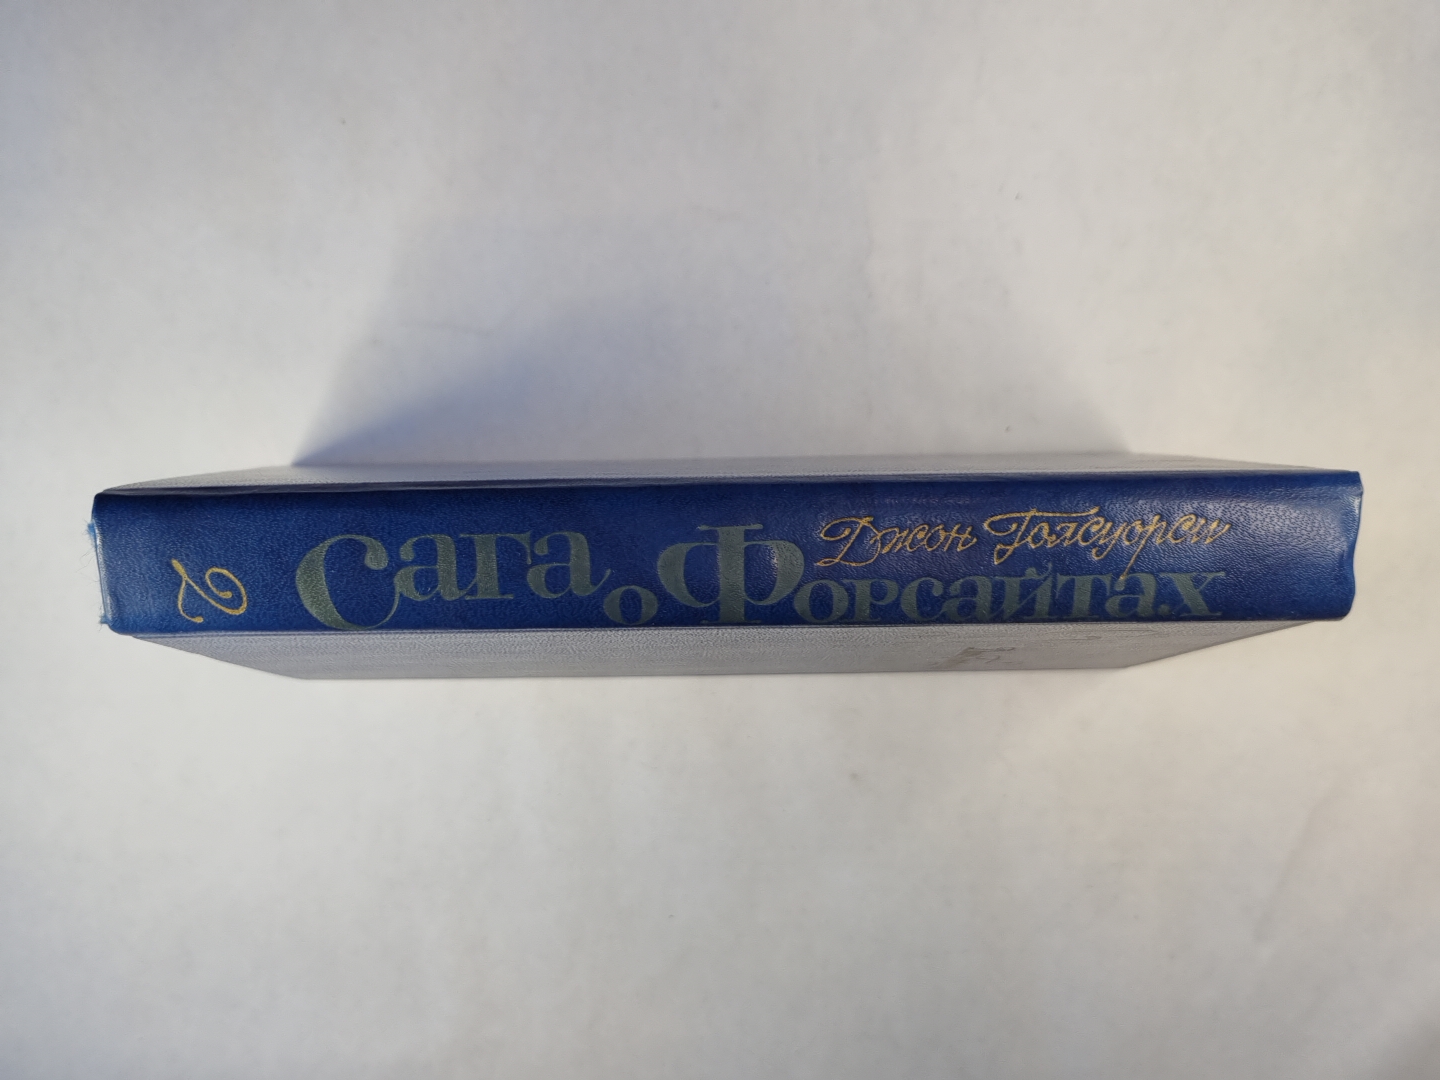 Джон Голсуорси
Сага о Форсайтах
2